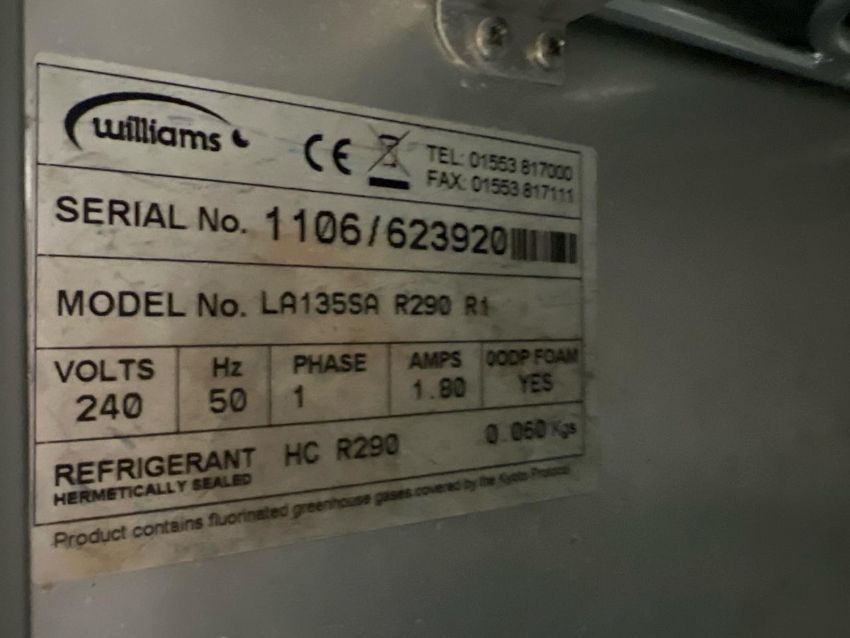 williams
CE
TEL: 01553 817000
FAX: 01553 817111
SERIAL No. 1106/623920
MODEL No. LA135SA R290 R1
VOLTS Hz PHASE AMPS 0ODP FOAM
240 50 1 1.80 YES
REFRIGERANT HC R290 0.060 Kgs
HERMETICALLY SEALED
Product contains fluorinated greenhouse gases covered by the Kyoto Protocol